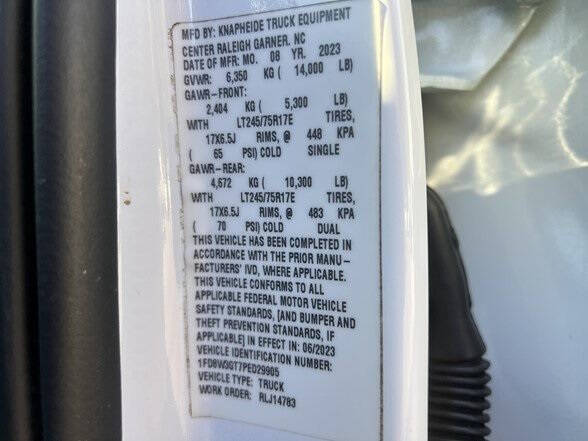 MFD BY: KNAPHEIDE TRUCK EQUIPMENT
CENTER RALEIGH GARNER, NC
DATE OF MFR: MO. 08 YR. 2023
GVWR: 6,350 KG ( 14,000 LB)
GAWR-FRONT:
2,404 KG ( 5,300 LB)
WITH LT245/75R17E TIRES,
17X6.5J RIMS, @ 448 KPA
( 65 PSI) COLD SINGLE
GAWR-REAR:
4,672 KG ( 10,300 LB)
WITH LT245/75R17E TIRES,
17X6.5J RIMS, @ 483 KPA
( 70 PSI) COLD DUAL
THIS VEHICLE HAS BEEN COMPLETED IN
ACCORDANCE WITH THE PRIOR MANU-
FACTURERS' IVD, WHERE APPLICABLE.
THIS VEHICLE CONFORMS TO ALL
APPLICABLE FEDERAL MOTOR VEHICLE
SAFETY STANDARDS, [AND BUMPER AND
THEFT PREVENTION STANDARDS, IF
APPLICABLE] IN EFFECT IN: 06/2023
VEHICLE IDENTIFICATION NUMBER:
1FD8W3GT7PED29905
VEHICLE TYPE: TRUCK
WORK ORDER: RLJ14783